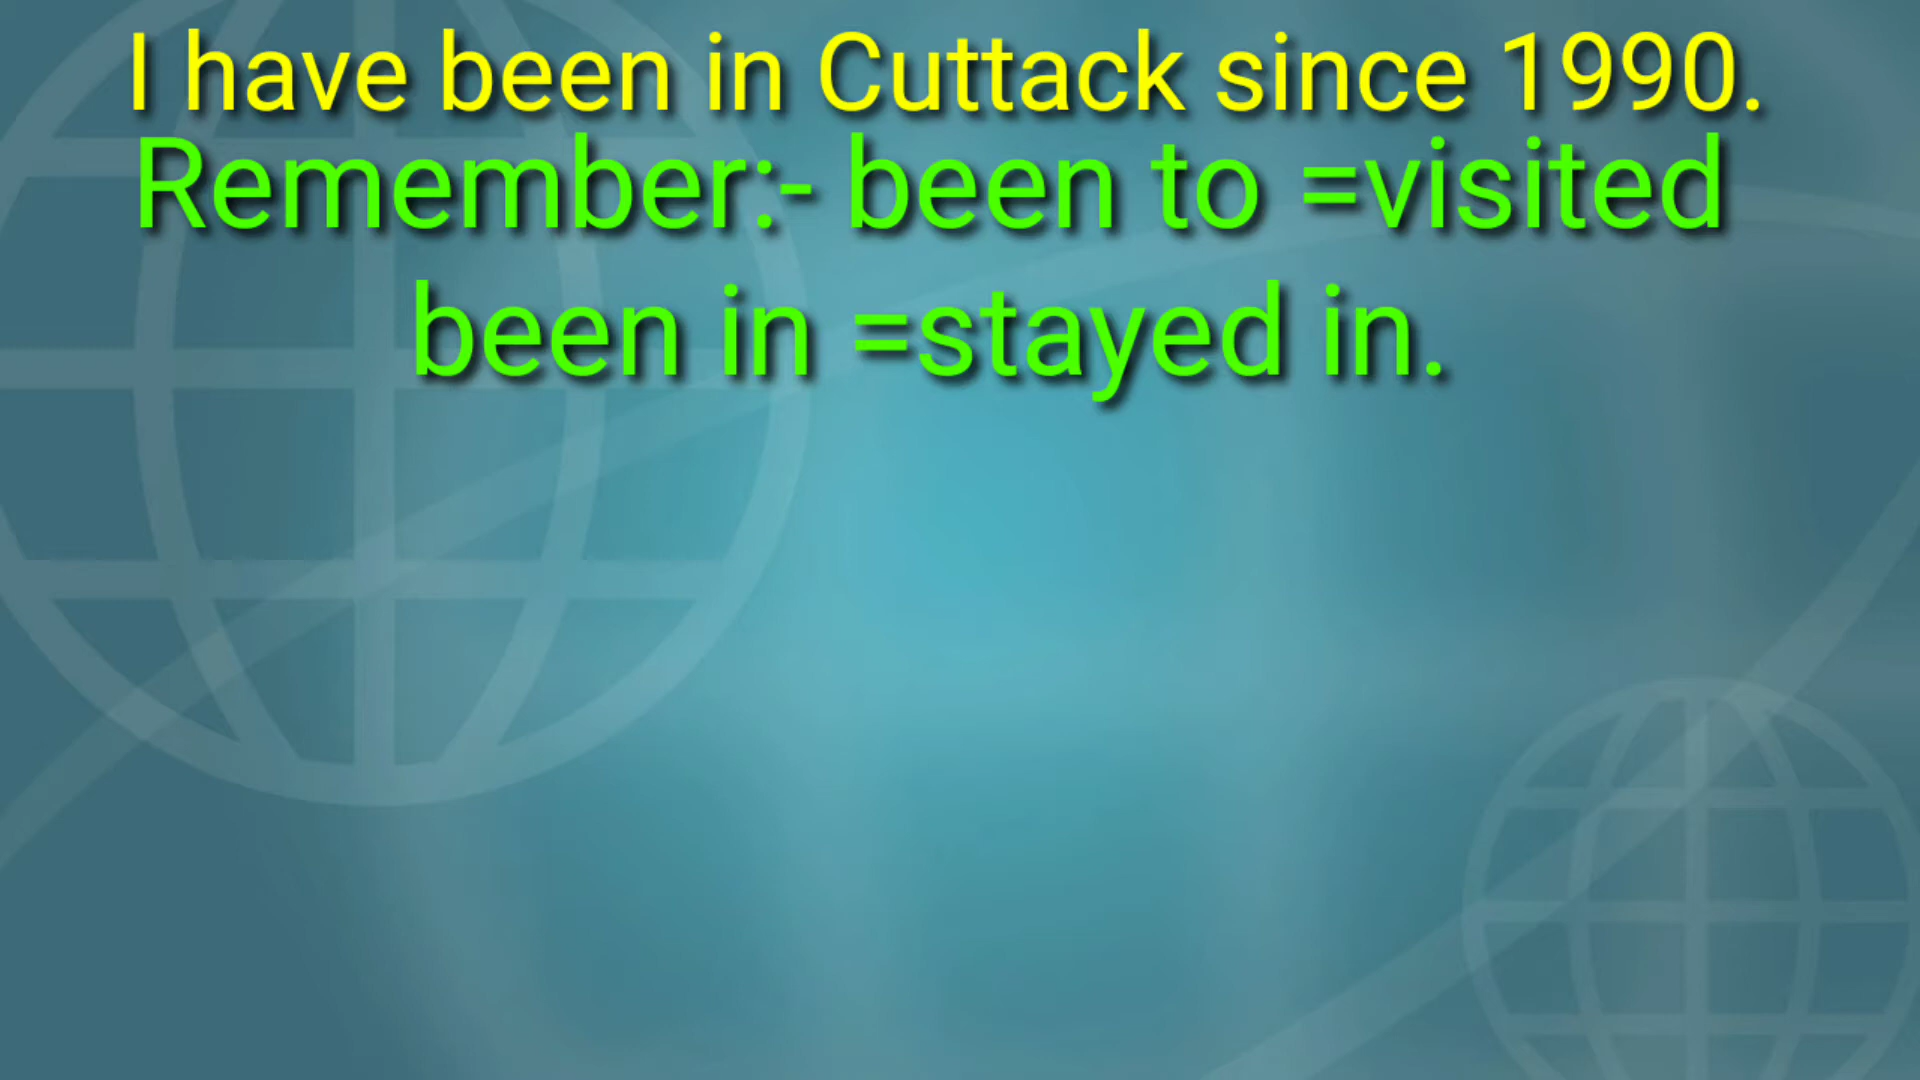 I have been in Cuttack since 1990.
Remember:- been to =visited
been in =stayed in.